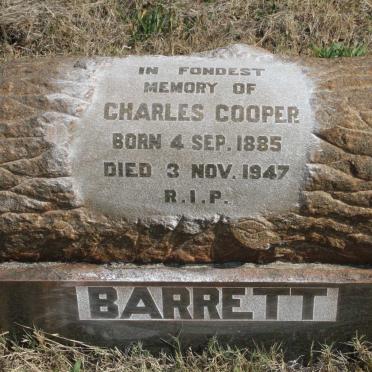 IN FONDEST
MEMORY OF
CHARLES COOPER
BORN 4 SEP. 1885
DIED 3 NOV. 1947
R.I.P.
BARRETT